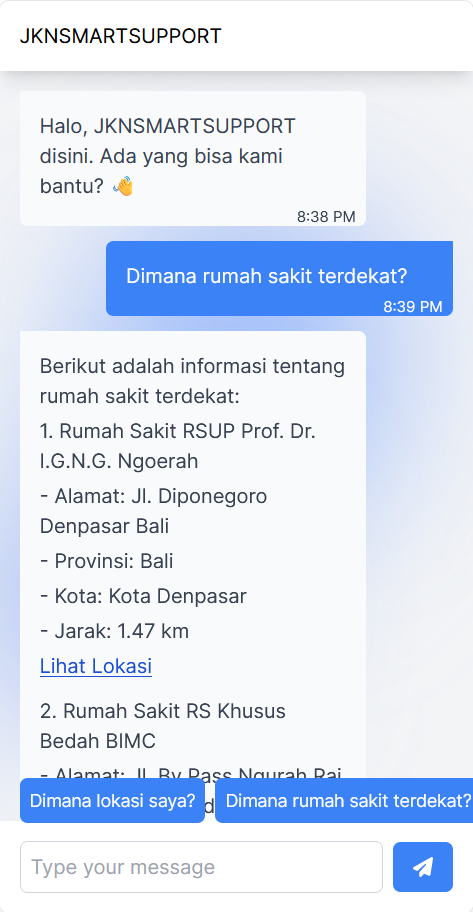 JKNSMARTSUPPORT
Halo, JKNSMARTSUPPORT
disini. Ada yang bisa kami
bantu? 👋
8:38 PM
Dimana rumah sakit terdekat?
8:39 PM
Berikut adalah informasi tentang
rumah sakit terdekat:
1. Rumah Sakit RSUP Prof. Dr.
I.G.N.G. Ngoerah
- Alamat: Jl. Diponegoro
Denpasar Bali
- Provinsi: Bali
- Kota: Kota Denpasar
- Jarak: 1.47 km
Lihat Lokasi
2. Rumah Sakit RS Khusus
Bedah BIMC
- Alamat: Jl. By Pass Ngurah Rai
Dimana lokasi saya?
Dimana rumah sakit terdekat?
Type your message